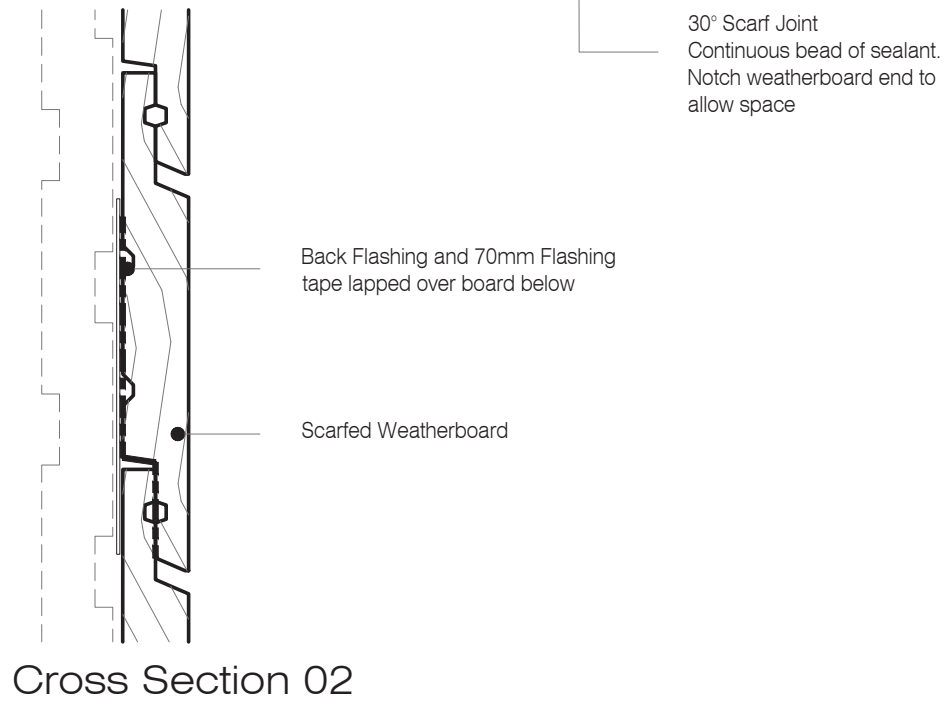 30° Scarf Joint
Continuous bead of sealant.
Notch weatherboard end to
allow space
Back Flashing and 70mm Flashing
tape lapped over board below
Scarfed Weatherboard
Cross Section 02